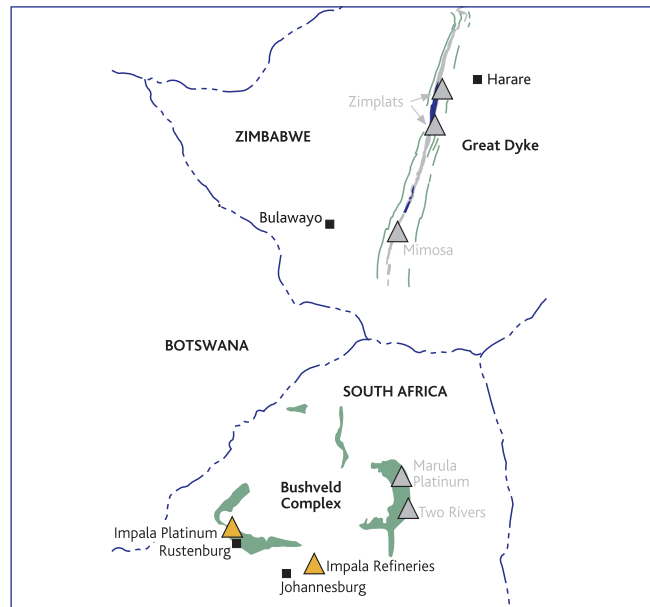 Harare
Zimplats
ZIMBABWE
Great Dyke
Bulawayo
Mimosa
BOTSWANA
SOUTH AFRICA
Marula
Platinum
Bushveld
Complex
Two Rivers
Impala Platinum
Rustenburg
Impala Refineries
Johannesburg